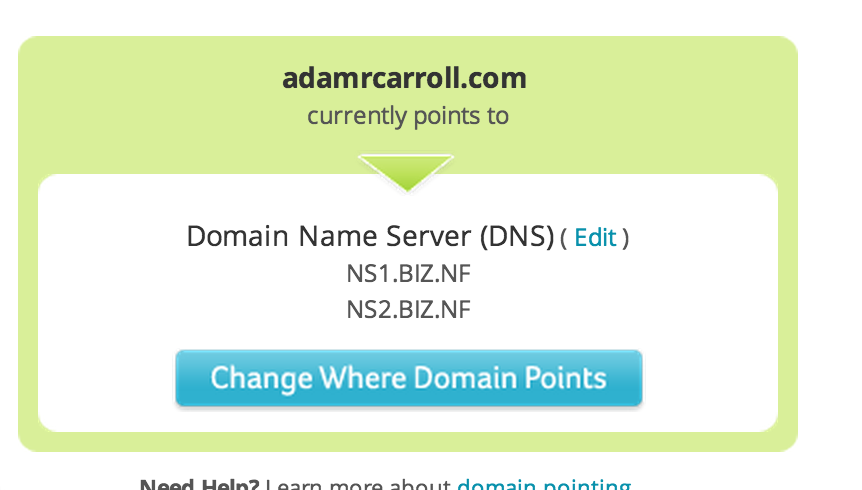 adamrcarroll.com
currently points to
Domain Name Server (DNS) ( Edit )
NS1.BIZ.NF
NS2.BIZ.NF
Change Where Domain Points
Need Help? Learn more about domain pointing